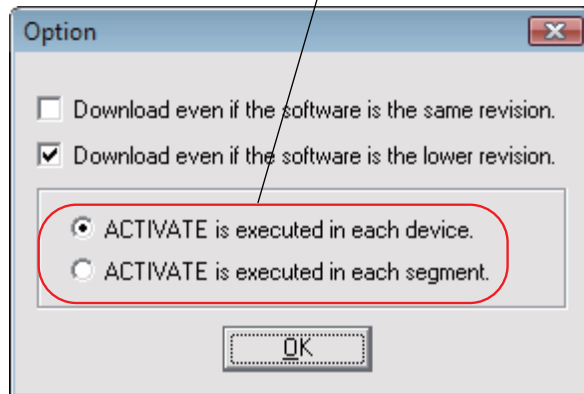 Option
Download even if the software is the same revision.
Download even if the software is the lower revision.
ACTIVATE is executed in each device.
ACTIVATE is executed in each segment.
OK